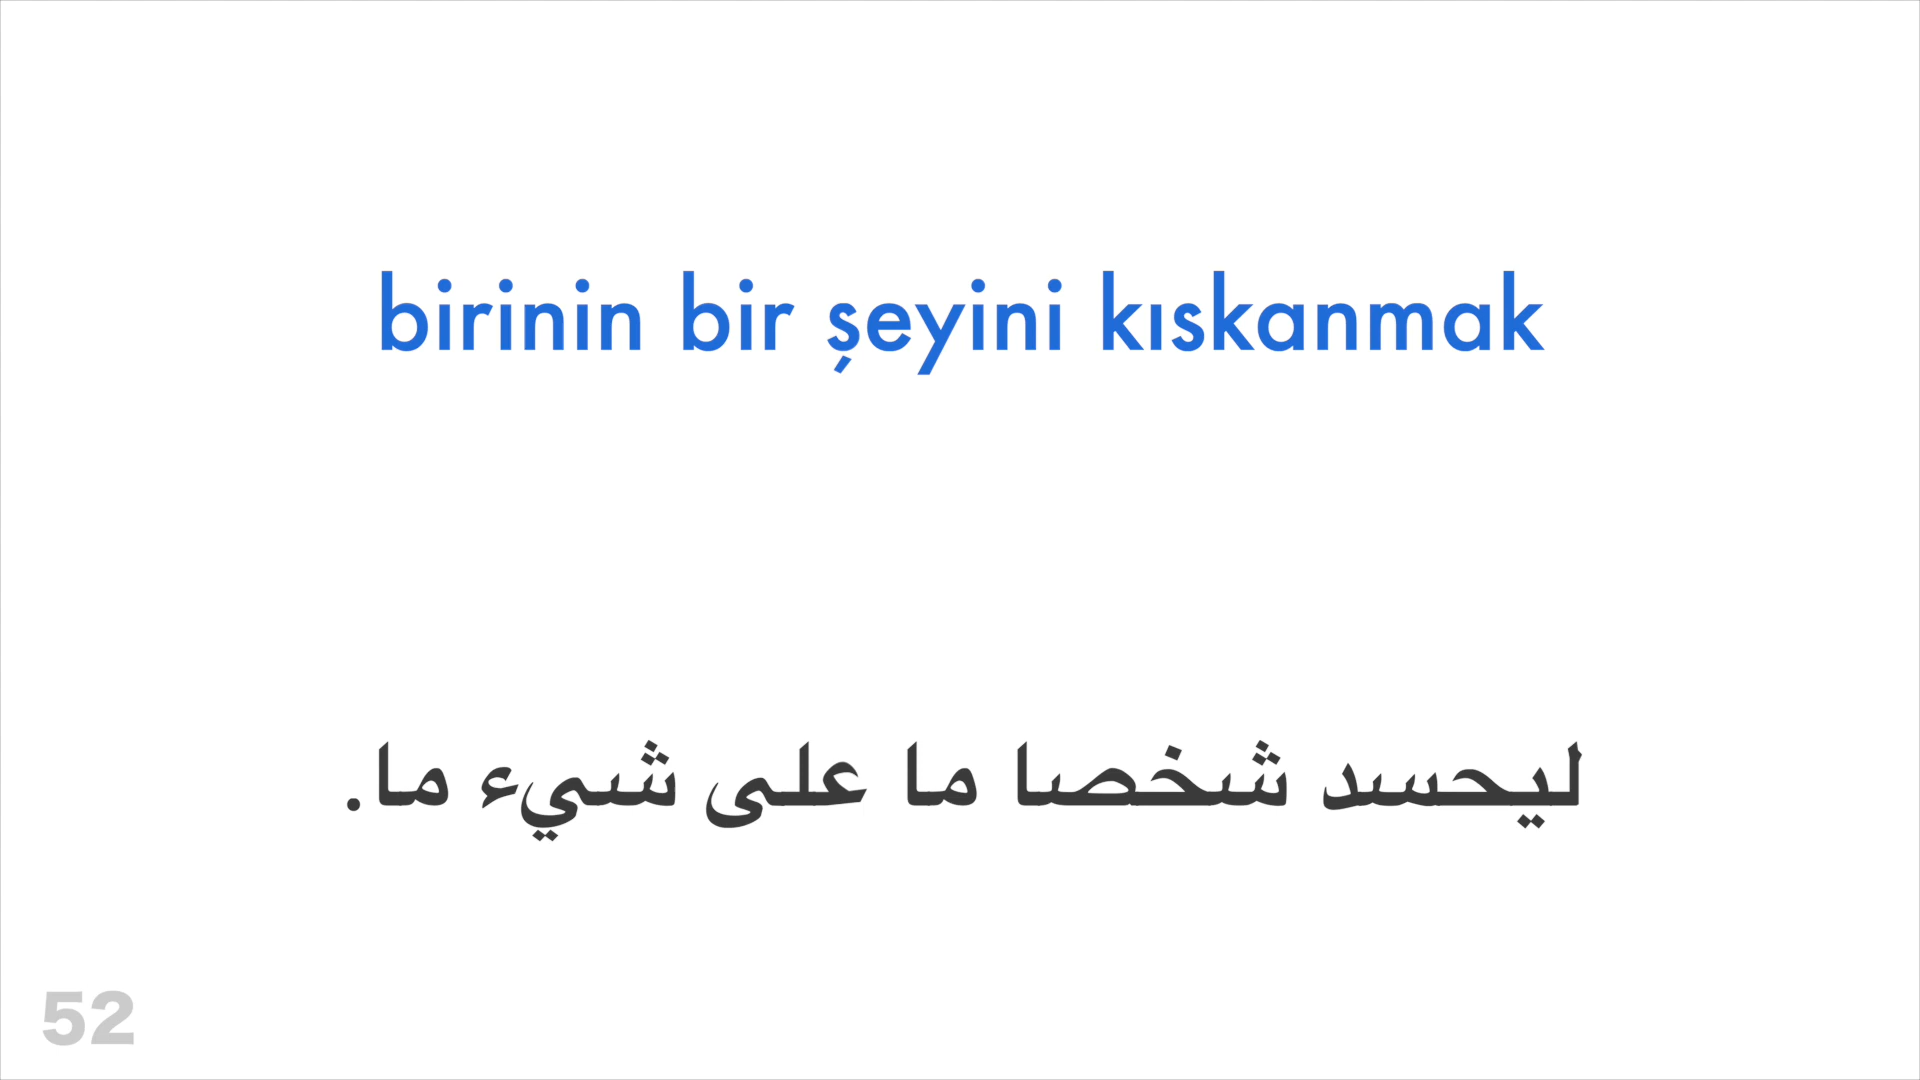 birinin bir şeyini kıskanmak
ليحسد شخصا ما على شيء ما.
52